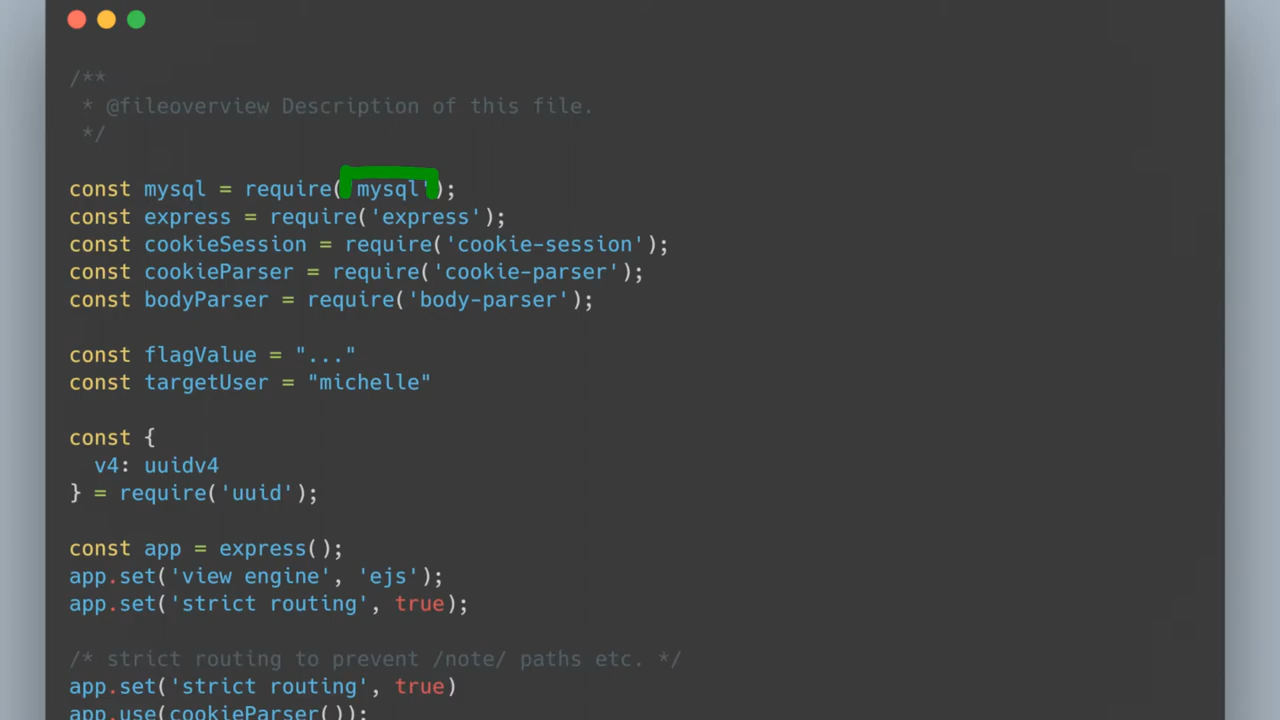 /**
 * @fileoverview Description of this file.
 */
const mysql = require('mysql');
const express = require('express');
const cookieSession = require('cookie-session');
const cookieParser = require('cookie-parser');
const bodyParser = require('body-parser');
const flagValue = "..."
const targetUser = "michelle"
const {
  v4: uuidv4
} = require('uuid');
const app = express();
app.set('view engine', 'ejs');
app.set('strict routing', true);
/* strict routing to prevent /note/ paths etc. */
app.set('strict routing', true)
app.use(cookieParser());